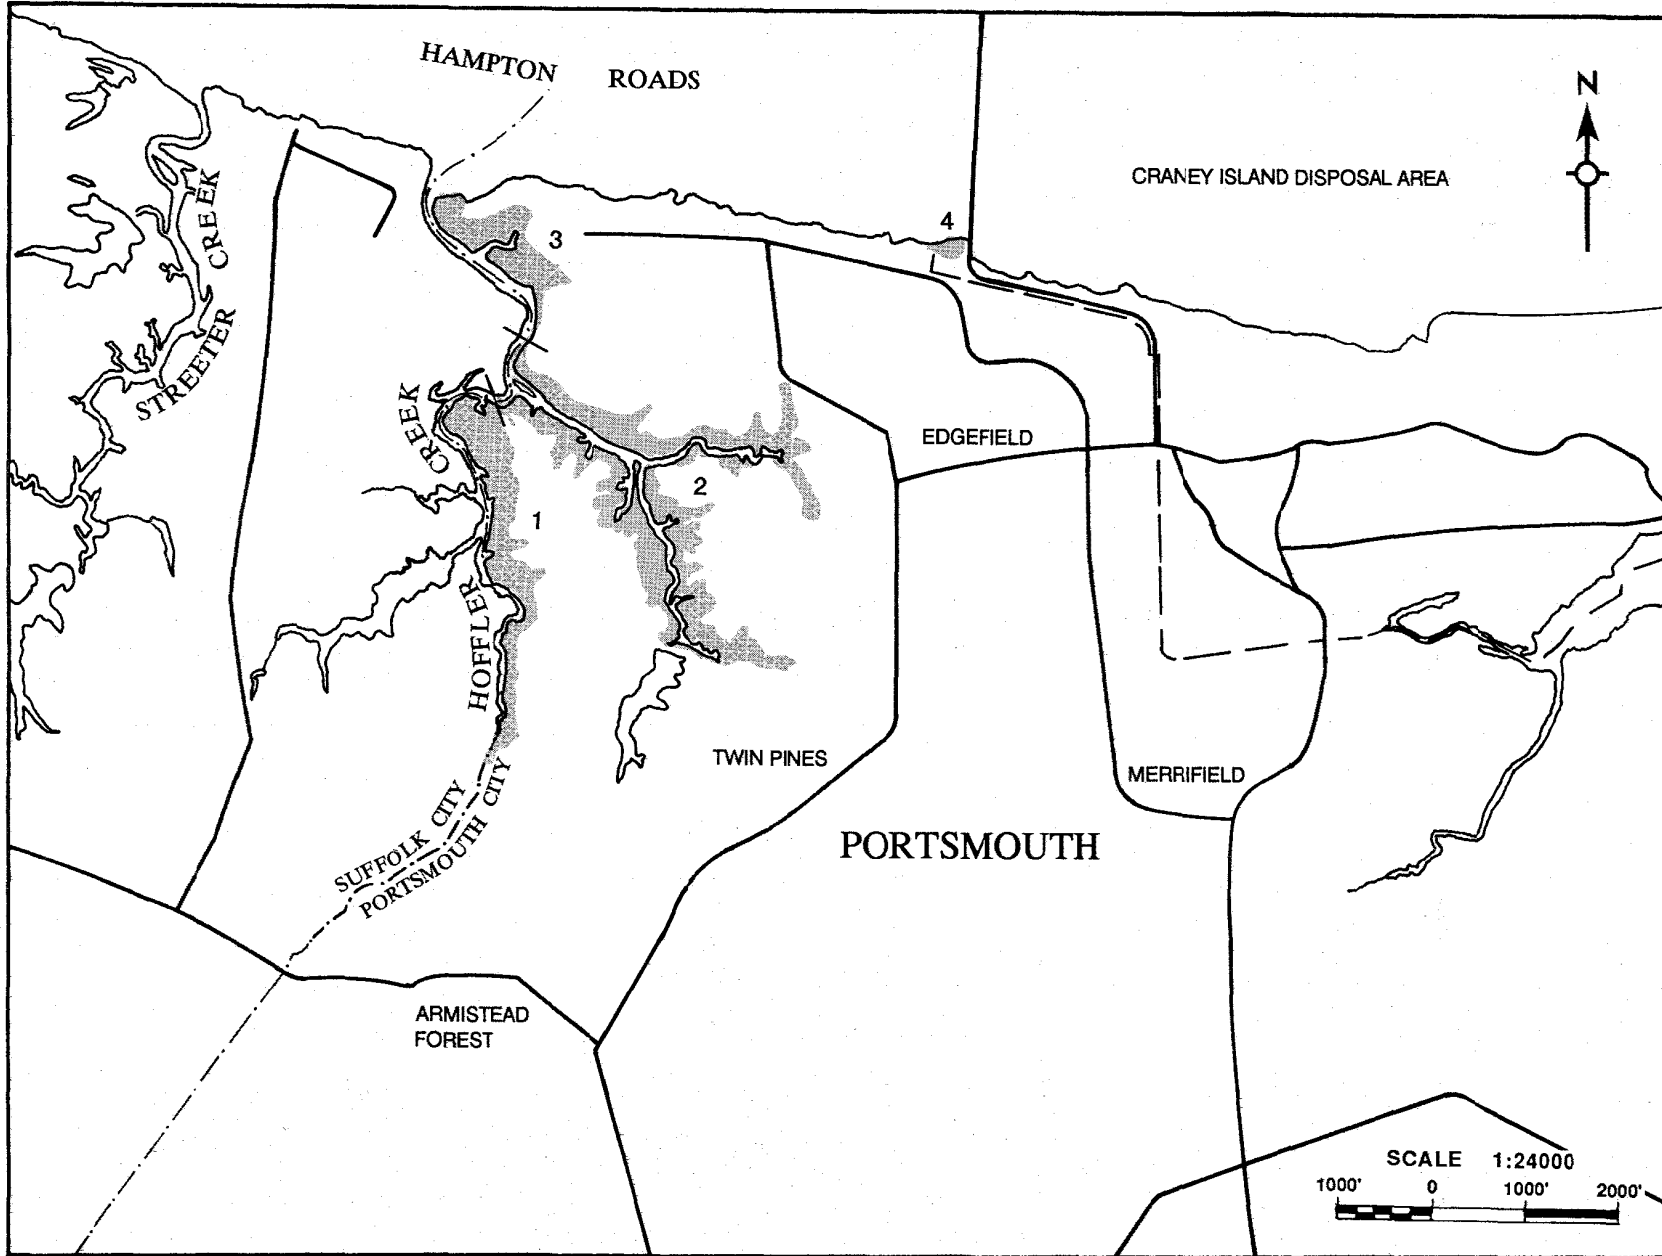 HAMPTON ROADS
N
CRANEY ISLAND DISPOSAL AREA
STREETER CREEK
3
4
HOFFLER CREEK
EDGEFIELD
2
1
TWIN PINES
MERRIFIELD
SUFFOLK CITY
PORTSMOUTH CITY
PORTSMOUTH
ARMISTEAD
FOREST
SCALE 1:24000
1000' 0 1000' 2000'